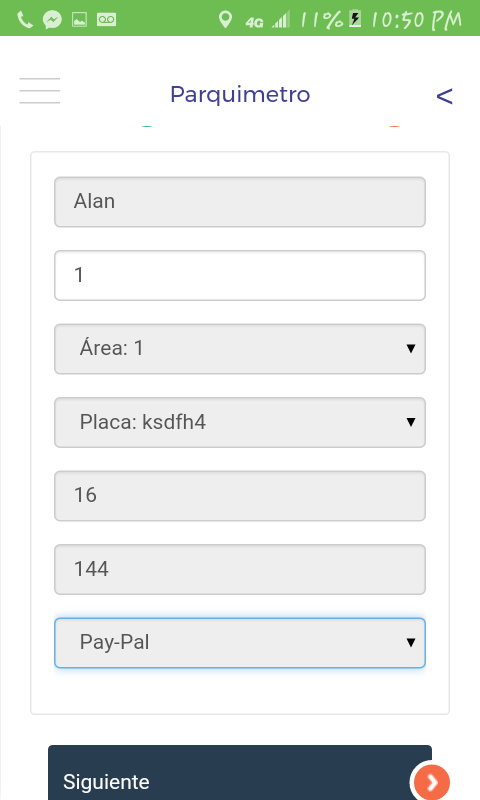 4G 11% 10:50 PM
Parquimetro
<
Alan
1
Área: 1
Placa: ksdfh4
16
144
Pay-Pal
Siguiente